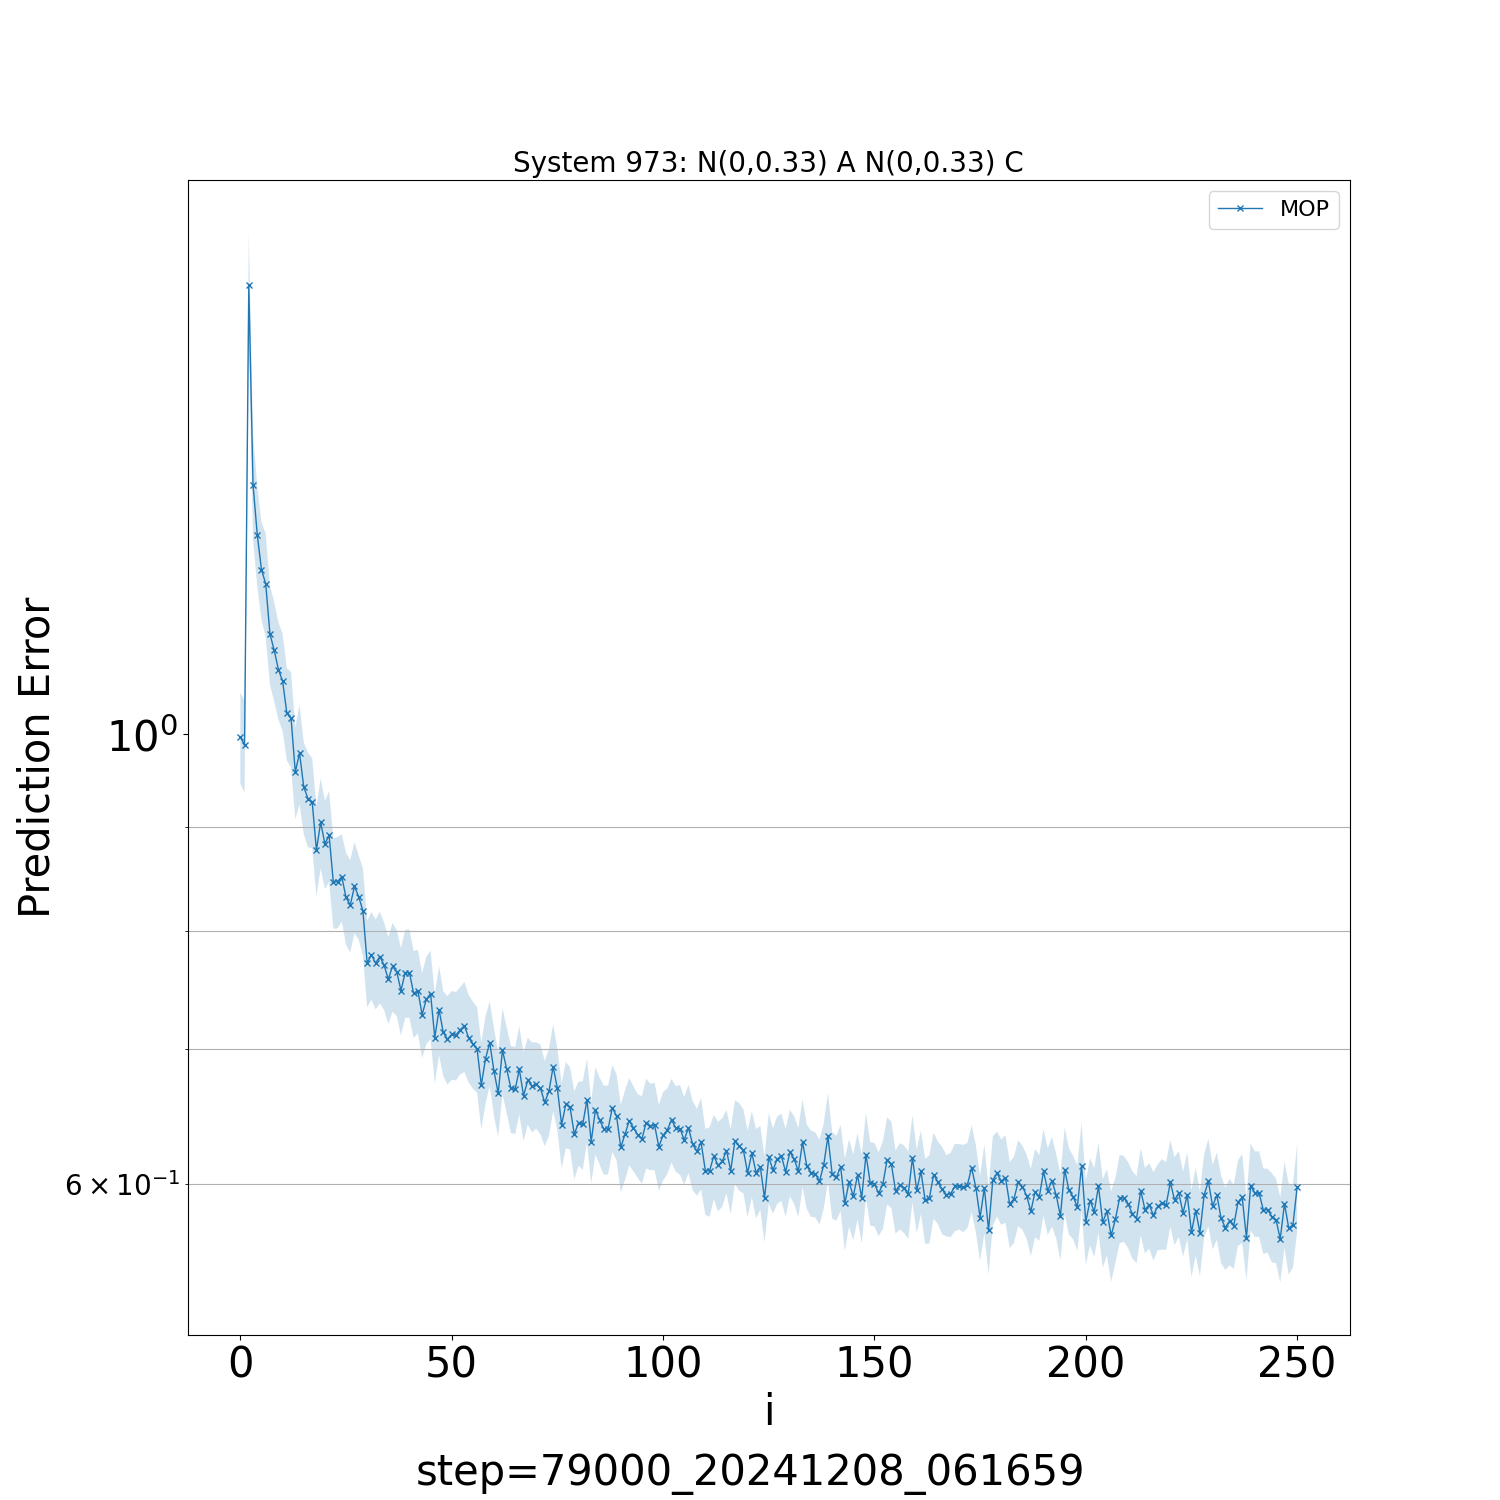 System 973: N(0,0.33) A N(0,0.33) C
MOP
Prediction Error
10⁰
6 × 10⁻¹
0 50 100 150 200 250
i
step=79000_20241208_061659